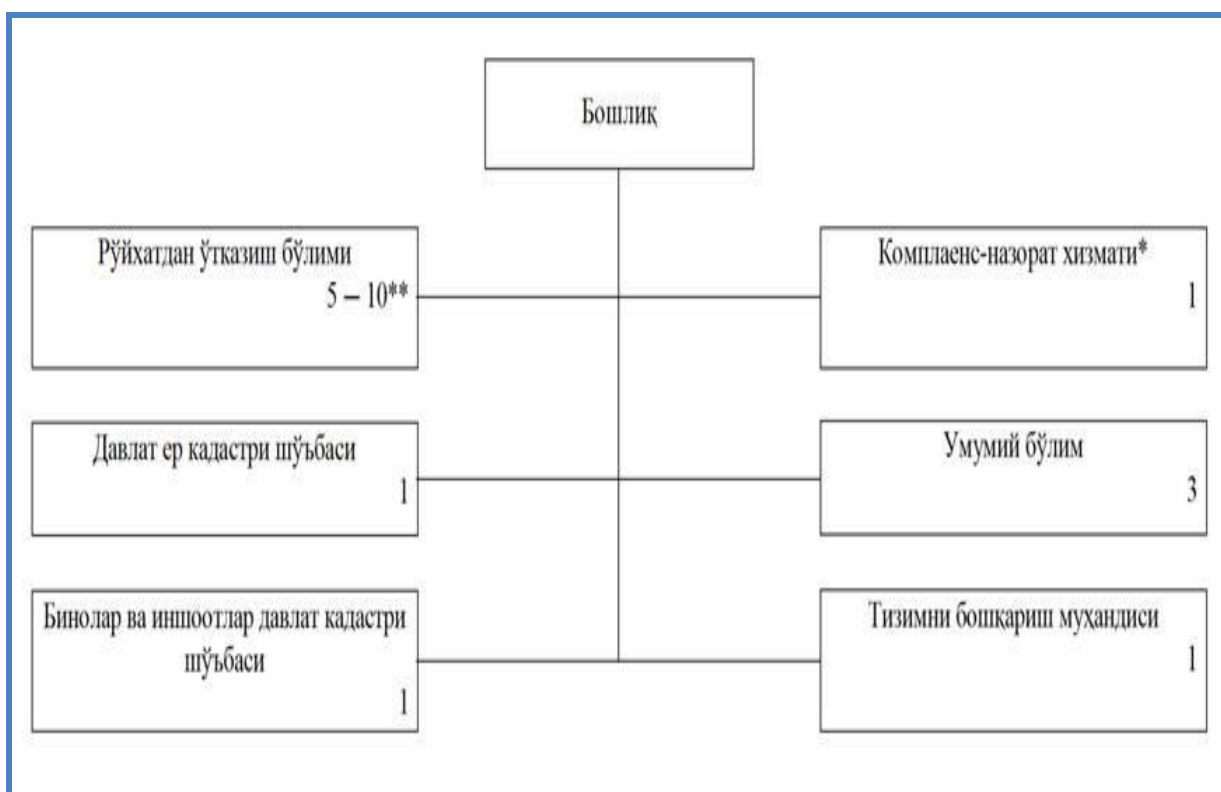 Бошлиқ
Рўйхатдан ўтказиш бўлими
5 – 10**
Комплаенс-назорат хизмати*
1
Давлат ер кадастри шўъбаси
1
Умумий бўлим
3
Бинолар ва иншоотлар давлат кадастри
шўъбаси
1
Тизимни бошқариш муҳандиси
1